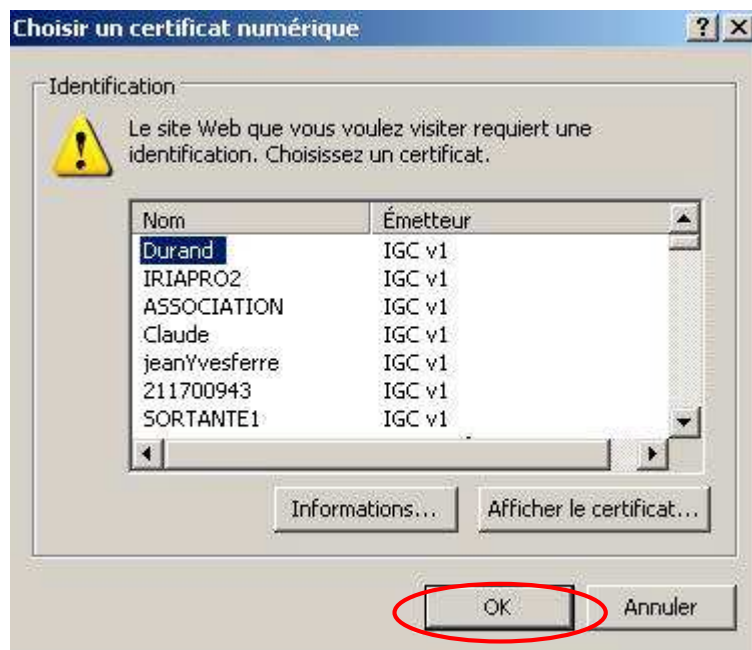 Choisir un certificat numérique
Identification
Le site Web que vous voulez visiter requiert une
identification. Choisissez un certificat.
Nom Émetteur
Durand IGC v1
IRIAPRO2 IGC v1
ASSOCIATION IGC v1
Claude IGC v1
jeanYvesferre IGC v1
211700943 IGC v1
SORTANTE1 IGC v1
Informations... Afficher le certificat...
OK Annuler